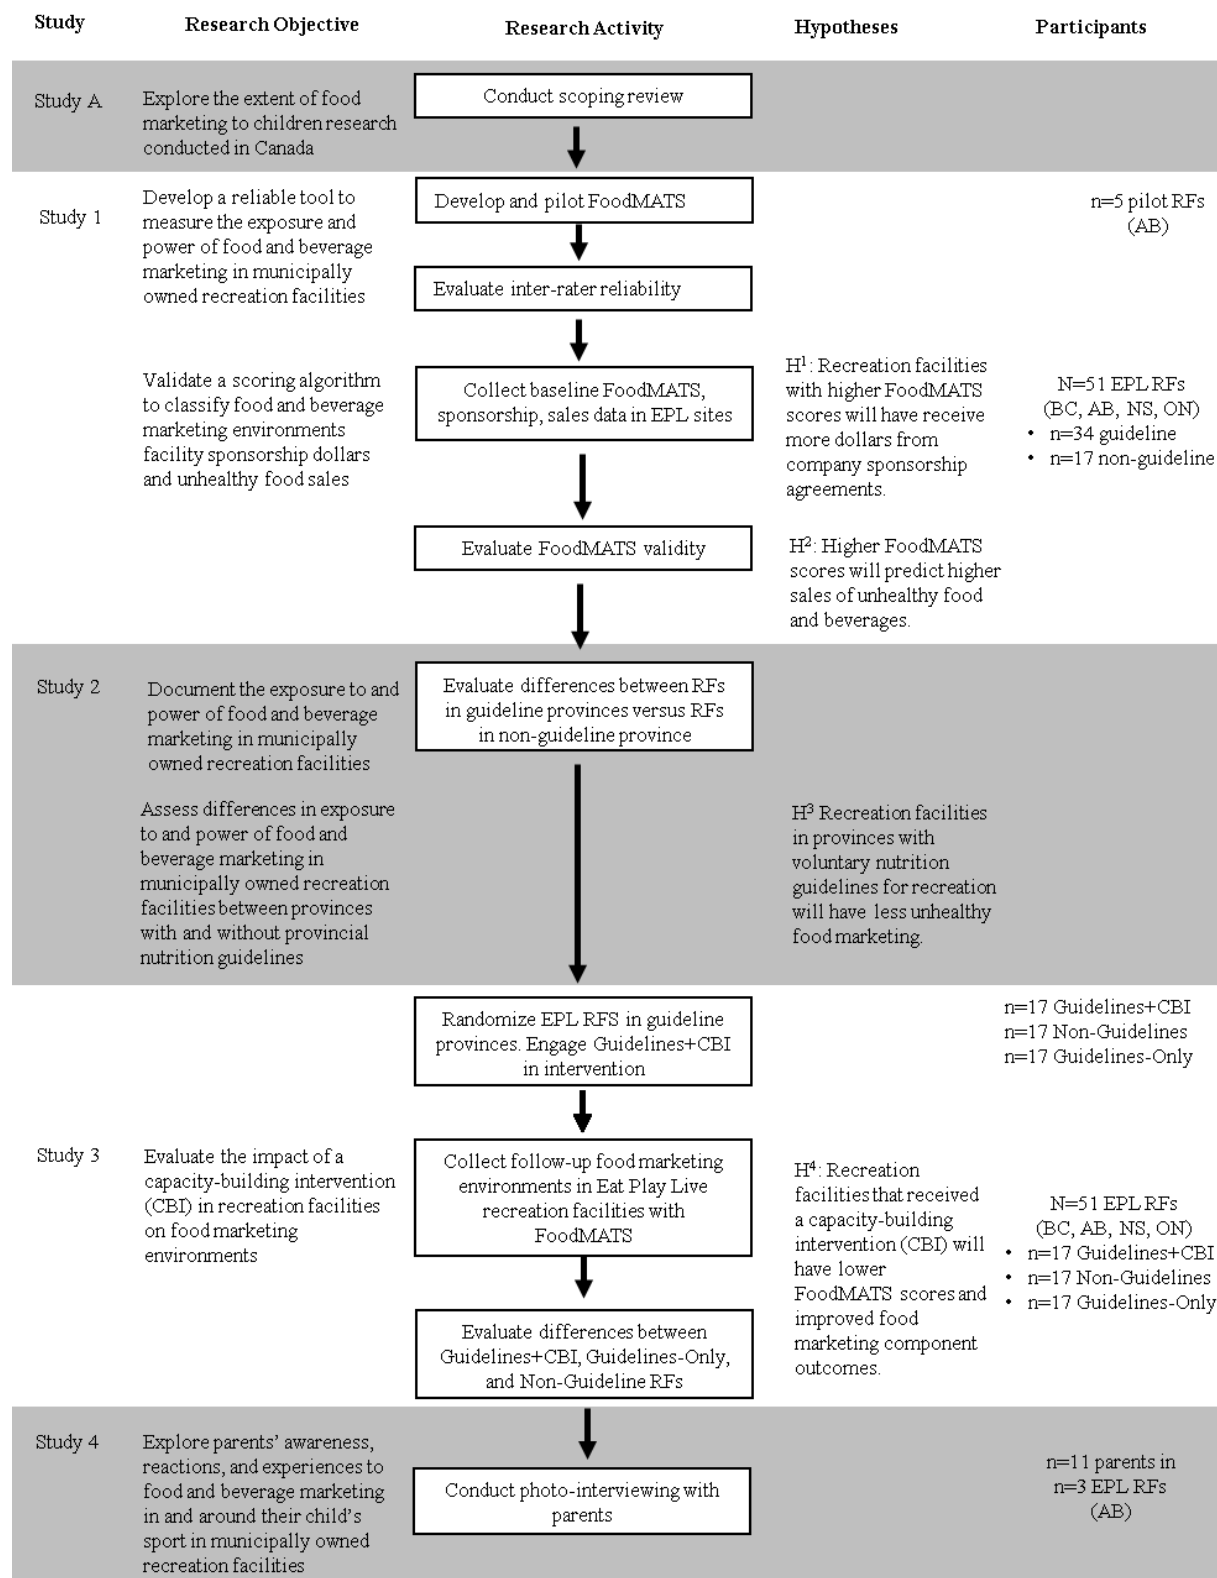 Study
Research Objective
Research Activity
Hypotheses
Participants
Study A
Explore the extent of food
marketing to children research
conducted in Canada
Conduct scoping review
Study 1
Develop a reliable tool to
measure the exposure and
power of food and beverage
marketing in municipally
owned recreation facilities
Develop and pilot FoodMATS
n=5 pilot RFs
(AB)
Evaluate inter-rater reliability
Validate a scoring algorithm
to classify food and beverage
marketing environments
facility sponsorship dollars
and unhealthy food sales
Collect baseline FoodMATS,
sponsorship, sales data in EPL sites
H1: Recreation facilities
with higher FoodMATS
scores will have receive
more dollars from
company sponsorship
agreements.
N=51 EPL RFs
(BC, AB, NS, ON)
• n=34 guideline
• n=17 non-guideline
Evaluate FoodMATS validity
H2: Higher FoodMATS
scores will predict higher
sales of unhealthy food
and beverages.
Study 2
Document the exposure to and
power of food and beverage
marketing in municipally
owned recreation facilities
Evaluate differences between RFs
in guideline provinces versus RFs
in non-guideline province
Assess differences in exposure
to and power of food and
beverage marketing in
municipally owned recreation
facilities between provinces
with and without provincial
nutrition guidelines
H3 Recreation facilities
in provinces with
voluntary nutrition
guidelines for recreation
will have less unhealthy
food marketing.
Randomize EPL RFS in guideline
provinces. Engage Guidelines+CBI
in intervention
n=17 Guidelines+CBI
n=17 Non-Guidelines
n=17 Guidelines-Only
Study 3
Evaluate the impact of a
capacity-building intervention
(CBI) in recreation facilities
on food marketing
environments
Collect follow-up food marketing
environments in Eat Play Live
recreation facilities with
FoodMATS
H4: Recreation
facilities that received
a capacity-building
intervention (CBI) will
have lower
FoodMATS scores and
improved food
marketing component
outcomes.
N=51 EPL RFs
(BC, AB, NS, ON)
• n=17 Guidelines+CBI
• n=17 Non-Guidelines
• n=17 Guidelines-Only
Evaluate differences between
Guidelines+CBI, Guidelines-Only,
and Non-Guideline RFs
Study 4
Explore parents' awareness,
reactions, and experiences to
food and beverage marketing
in and around their child's
sport in municipally owned
recreation facilities
Conduct photo-interviewing with
parents
n=11 parents in
n=3 EPL RFs
(AB)